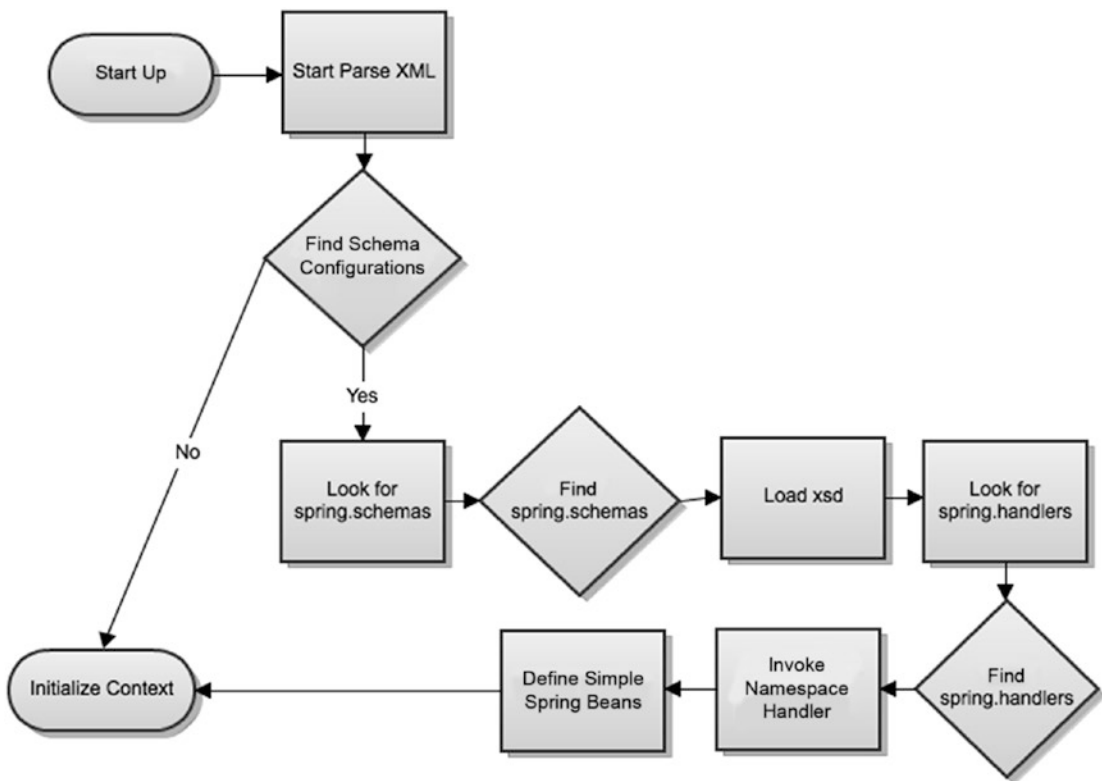 Start Up
Start Parse XML
Find Schema
Configurations
Yes
No
Look for
spring.schemas
Find
spring.schemas
Load xsd
Look for
spring.handlers
Find
spring.handlers
Invoke
Namespace
Handler
Define Simple
Spring Beans
Initialize Context